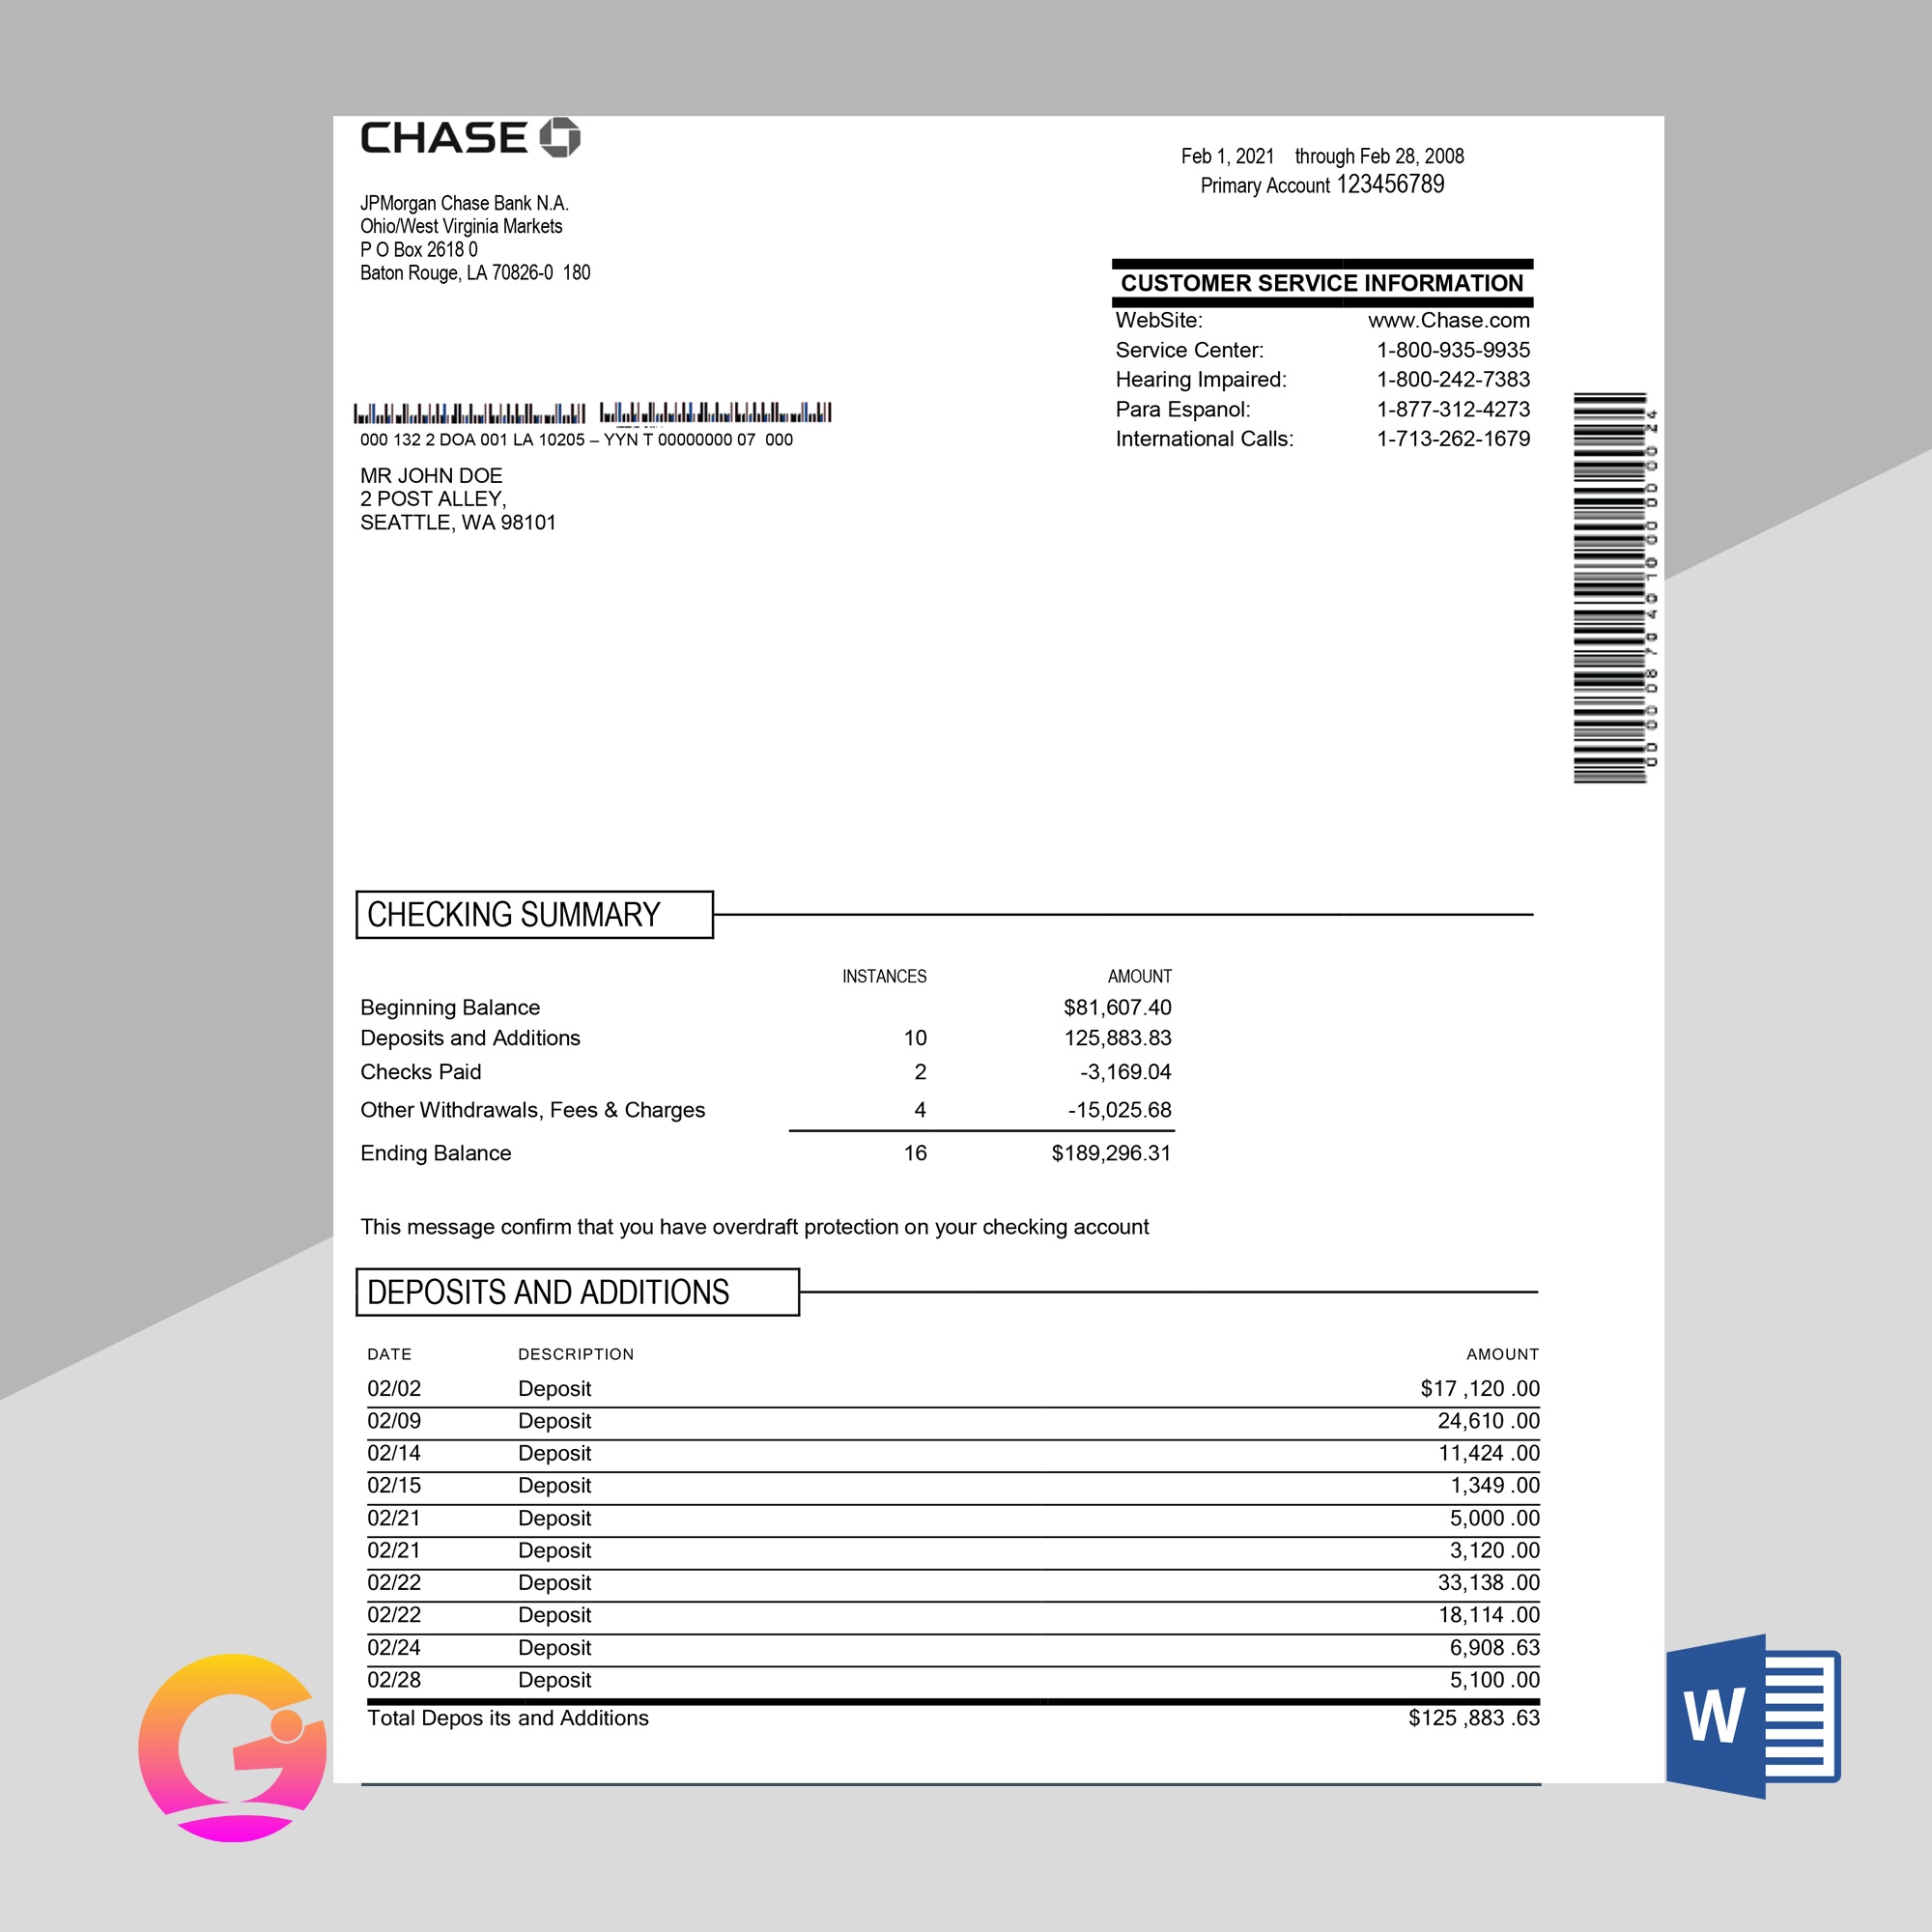 CHASE
Feb 1, 2021 through Feb 28, 2008
Primary Account 123456789
JPMorgan Chase Bank N.A.
Ohio/West Virginia Markets
P O Box 2618 0
Baton Rouge, LA 70826-0 180
CUSTOMER SERVICE INFORMATION
WebSite: www.Chase.com
Service Center: 1-800-935-9935
Hearing Impaired: 1-800-242-7383
Para Espanol: 1-877-312-4273
International Calls: 1-713-262-1679
000 132 2 DOA 001 LA 10205 – YYN T 00000000 07 000
MR JOHN DOE
2 POST ALLEY,
SEATTLE, WA 98101
CHECKING SUMMARY
INSTANCES AMOUNT
Beginning Balance $81,607.40
Deposits and Additions 10 125,883.83
Checks Paid 2 -3,169.04
Other Withdrawals, Fees & Charges 4 -15,025.68
Ending Balance 16 $189,296.31
This message confirm that you have overdraft protection on your checking account
DEPOSITS AND ADDITIONS
DATE DESCRIPTION AMOUNT
02/02 Deposit $17 ,120 .00
02/09 Deposit 24,610 .00
02/14 Deposit 11,424 .00
02/15 Deposit 1,349 .00
02/21 Deposit 5,000 .00
02/21 Deposit 3,120 .00
02/22 Deposit 33,138 .00
02/22 Deposit 18,114 .00
02/24 Deposit 6,908 .63
02/28 Deposit 5,100 .00
Total Depos its and Additions $125 ,883 .63
W